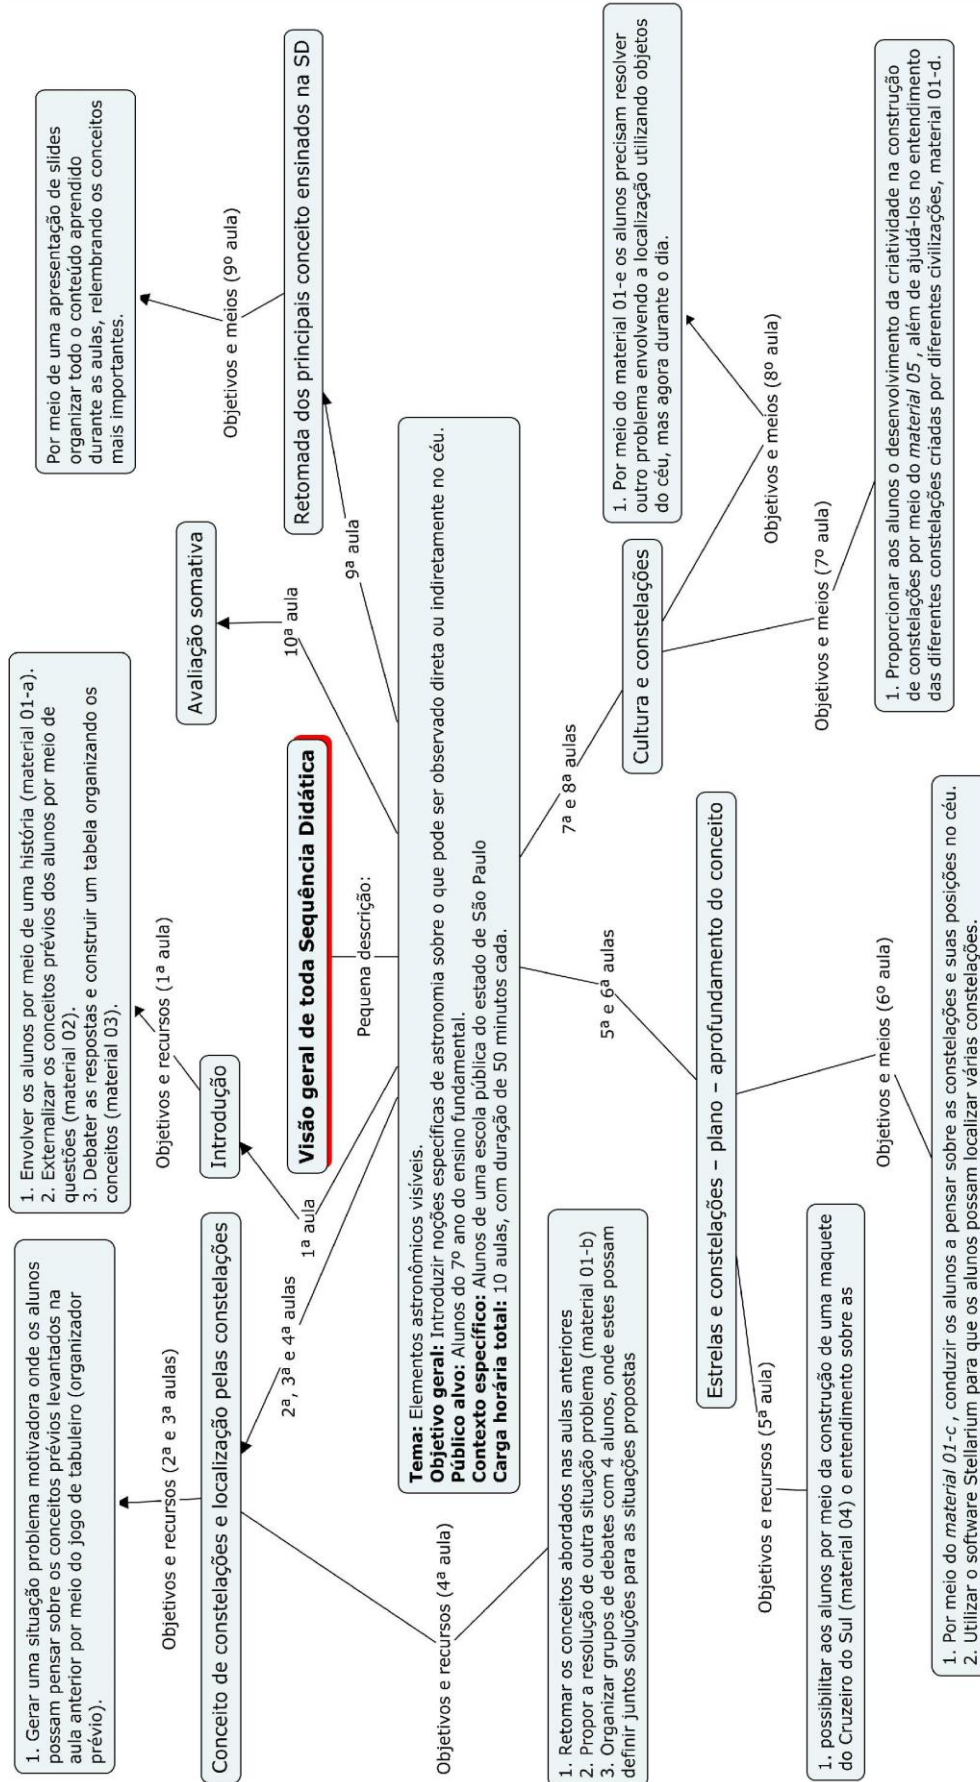 1. Gerar uma situação problema motivadora onde os alunos
possam pensar sobre os conceitos prévios levantados na
aula anterior por meio do jogo de tabuleiro (organizador
prévio).
Objetivos e recursos (2ª e 3ª aulas)
Conceito de constelações e localização pelas constelações
2ª, 3ª e 4ª aulas
Objetivos e recursos (4ª aula)
1. Retomar os conceitos abordados nas aulas anteriores
2. Propor a resolução de outra situação problema (material 01-b)
3. Organizar grupos de debates com 4 alunos, onde estes possam
definir juntos soluções para as situações propostas
1. Envolver os alunos por meio de uma história (material 01-a).
2. Externalizar os conceitos prévios dos alunos por meio de
questões (material 02).
3. Debater as respostas e construir um tabela organizando os
conceitos (material 03).
Objetivos e recursos (1ª aula)
Introdução
1ª aula
Visão geral de toda Sequência Didática
Pequena descrição:
Tema: Elementos astronômicos visíveis.
Objetivo geral: Introduzir noções específicas de astronomia sobre o que pode ser observado direta ou indiretamente no céu.
Público alvo: Alunos do 7º ano do ensino fundamental.
Contexto específico: Alunos de uma escola pública do estado de São Paulo
Carga horária total: 10 aulas, com duração de 50 minutos cada.
Avaliação somativa
10ª aula
Por meio de uma apresentação de slides
organizar todo o conteúdo aprendido
durante as aulas, relembrando os conceitos
mais importantes.
Objetivos e meios (9º aula)
Retomada dos principais conceito ensinados na SD
9ª aula
5ª e 6ª aulas
Estrelas e constelações – plano – aprofundamento do conceito
Objetivos e recursos (5ª aula)
1. possibilitar aos alunos por meio da construção de uma maquete
do Cruzeiro do Sul (material 04) o entendimento sobre as
Objetivos e meios (6º aula)
1. Por meio do material 01-c , conduzir os alunos a pensar sobre as constelações e suas posições no céu.
2. Utilizar o software Stellarium para que os alunos possam localizar várias constelações.
7ª e 8ª aulas
Cultura e constelações
Objetivos e meios (8º aula)
1. Por meio do material 01-e os alunos precisam resolver
outro problema envolvendo a localização utilizando objetos
do céu, mas agora durante o dia.
Objetivos e meios (7º aula)
1. Proporcionar aos alunos o desenvolvimento da criatividade na construção
de constelações por meio do material 05 , além de ajudá-los no entendimento
das diferentes constelações criadas por diferentes civilizações, material 01-d.